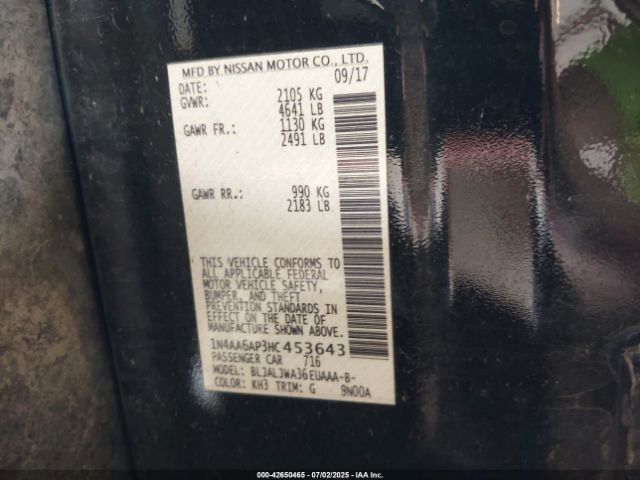 MFD BY NISSAN MOTOR CO., LTD.
DATE: 09/17
GVWR: 2105 KG
4641 LB
GAWR FR.: 1130 KG
2491 LB
GAWR RR.: 990 KG
2183 LB
THIS VEHICLE CONFORMS TO
ALL APPLICABLE FEDERAL
MOTOR VEHICLE SAFETY,
BUMPER, AND THEFT
PREVENTION STANDARDS IN
EFFECT ON THE DATE OF
MANUFACTURE SHOWN ABOVE.
1N4AA6AP3HC453643
PASSENGER CAR 716
MODEL: BLJALJWA36EUAAA-B-
COLOR: KH3 TRIM: G 9N00A
000-42650465 - 07/02/2025 - IAA Inc.